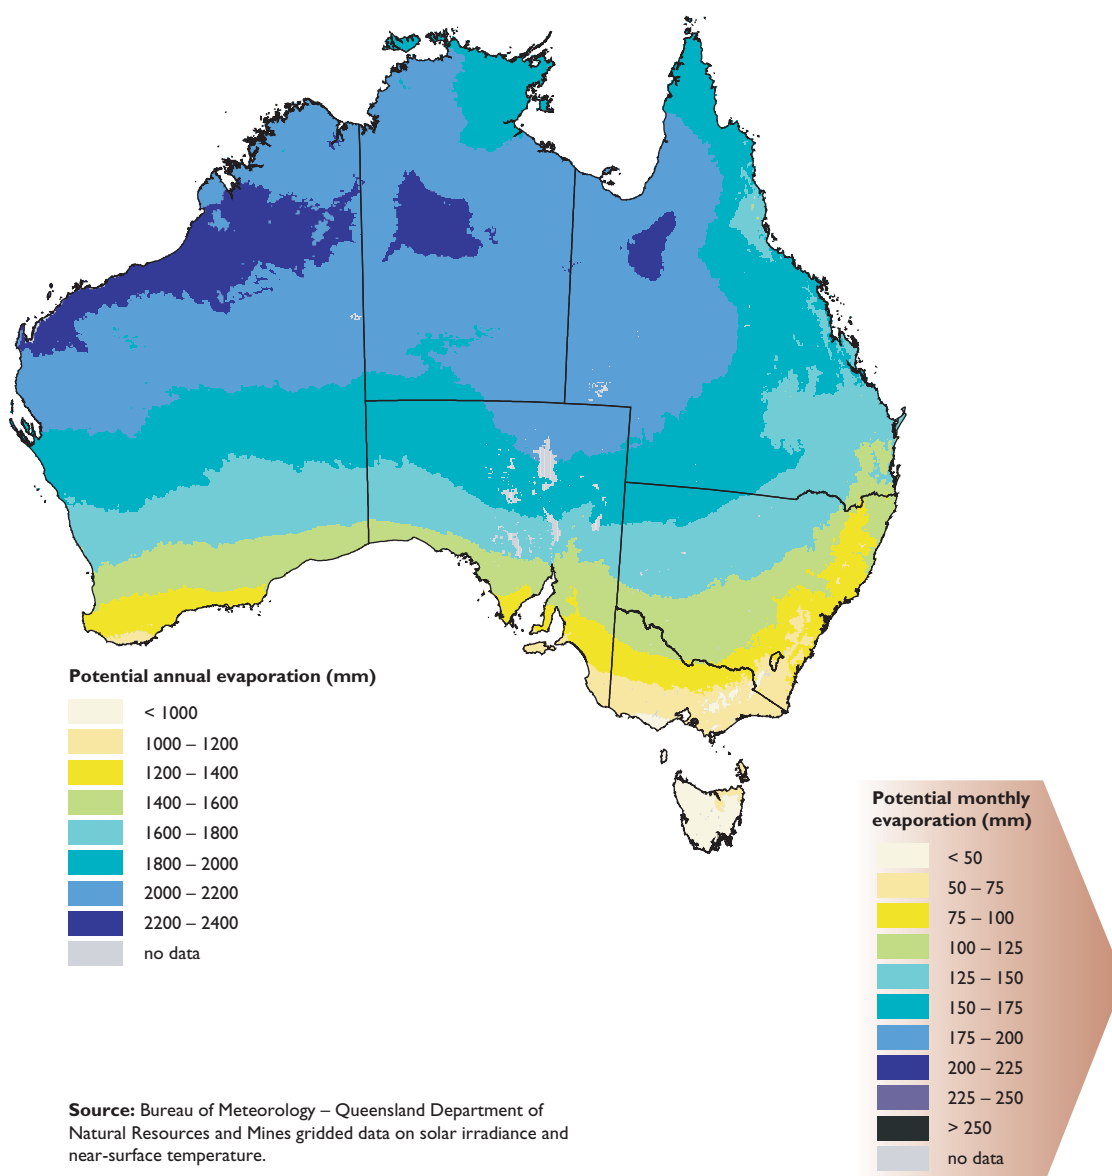 Potential annual evaporation (mm)
< 1000
1000 – 1200
1200 – 1400
1400 – 1600
1600 – 1800
1800 – 2000
2000 – 2200
2200 – 2400
no data
Potential monthly
evaporation (mm)
< 50
50 – 75
75 – 100
100 – 125
125 – 150
150 – 175
175 – 200
200 – 225
225 – 250
> 250
no data
Source: Bureau of Meteorology – Queensland Department of
Natural Resources and Mines gridded data on solar irradiance and
near-surface temperature.